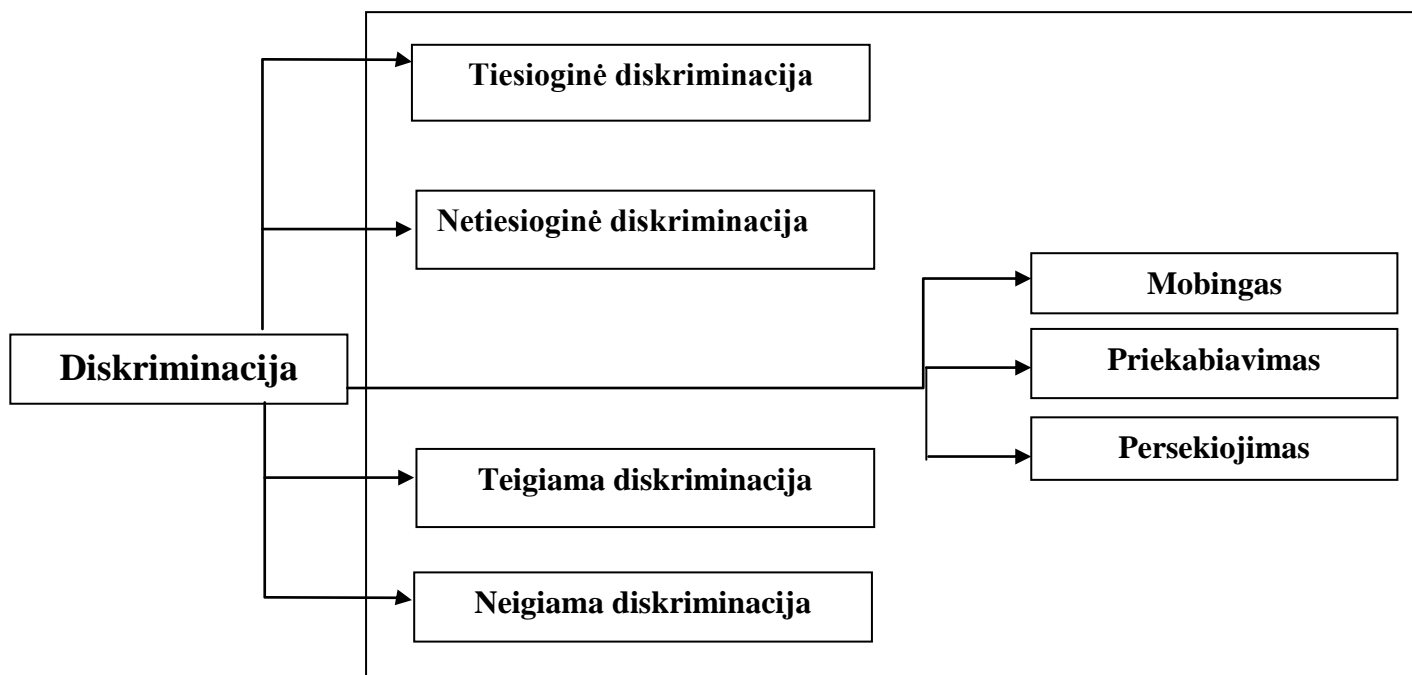 Tiesioginė diskriminacija
Netiesioginė diskriminacija
Mobingas
Diskriminacija
Priekabiavimas
Persekiojimas
Teigiama diskriminacija
Neigiama diskriminacija